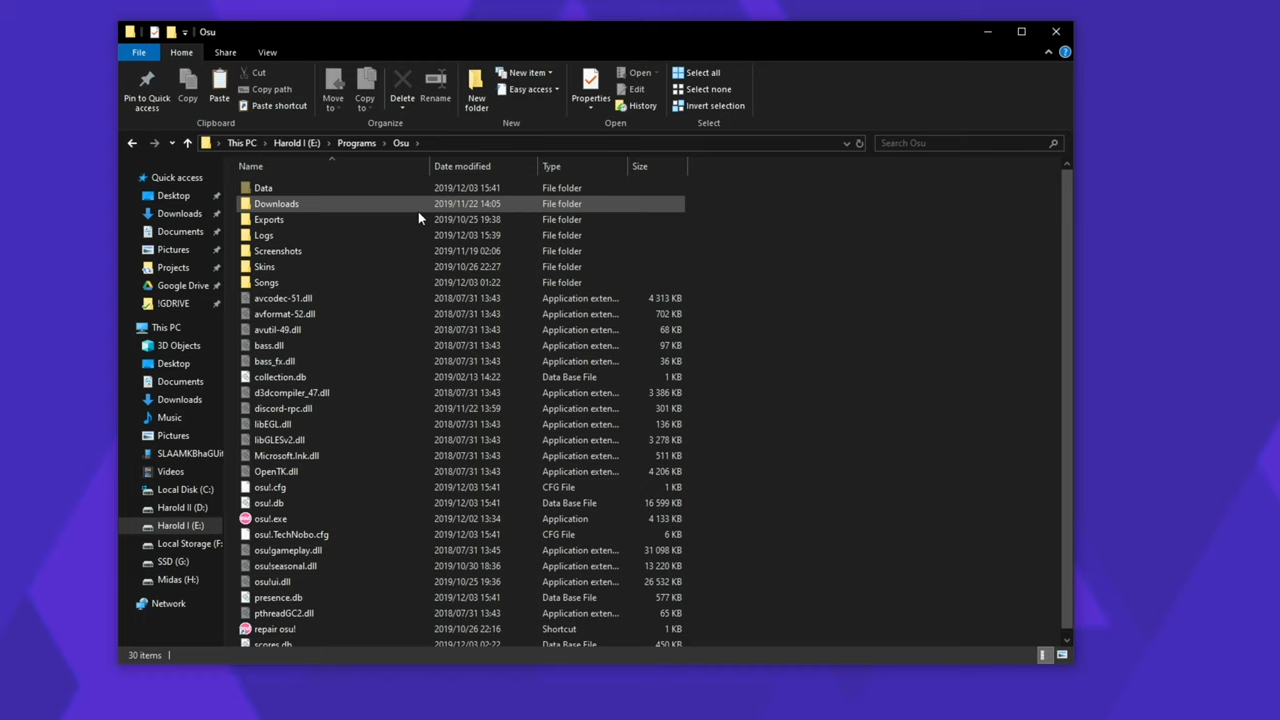 Osu
File Home Share View
Pin to Quick access
Copy
Paste
Cut
Copy path
Paste shortcut
Clipboard
Move to
Copy to
Delete
Rename
Organize
New folder
New item
Easy access
New
Properties
Open
Edit
History
Open
Select all
Select none
Invert selection
Select
This PC > Harold I (E:) > Programs > Osu >
Search Osu
Quick access
Desktop
Downloads
Documents
Pictures
Projects
Google Drive
!GDRIVE
This PC
3D Objects
Desktop
Documents
Downloads
Music
Pictures
SLAAMKBhaGUi
Videos
Local Disk (C:)
Harold II (D:)
Harold I (E:)
Local Storage (F:
SSD (G:)
Midas (H:)
Network
Name Date modified Type Size
Data 2019/12/03 15:41 File folder
Downloads 2019/11/22 14:05 File folder
Exports 2019/10/25 19:38 File folder
Logs 2019/12/03 15:39 File folder
Screenshots 2019/11/19 02:06 File folder
Skins 2019/10/26 22:27 File folder
Songs 2019/12/03 01:22 File folder
avcodec-51.dll 2018/07/31 13:43 Application exten... 4 313 KB
avformat-52.dll 2018/07/31 13:43 Application exten... 702 KB
avutil-49.dll 2018/07/31 13:43 Application exten... 68 KB
bass.dll 2018/07/31 13:43 Application exten... 97 KB
bass_fx.dll 2018/07/31 13:43 Application exten... 36 KB
collection.db 2019/02/13 14:22 Data Base File 1 KB
d3dcompiler_47.dll 2018/07/31 13:43 Application exten... 3 386 KB
discord-rpc.dll 2019/11/22 13:59 Application exten... 301 KB
libEGL.dll 2018/07/31 13:43 Application exten... 136 KB
libGLESv2.dll 2018/07/31 13:43 Application exten... 3 278 KB
Microsoft.Ink.dll 2018/07/31 13:43 Application exten... 511 KB
OpenTK.dll 2018/07/31 13:43 Application exten... 4 206 KB
osu!.cfg 2019/12/03 15:41 CFG File 1 KB
osu!.db 2019/12/03 15:41 Data Base File 16 599 KB
osu!.exe 2019/12/02 13:34 Application 4 133 KB
osu!.TechNobo.cfg 2019/12/03 15:41 CFG File 6 KB
osu!gameplay.dll 2018/07/31 13:45 Application exten... 31 098 KB
osu!seasonal.dll 2019/10/30 18:36 Application exten... 13 220 KB
osu!ui.dll 2019/10/25 19:36 Application exten... 26 532 KB
presence.db 2019/12/03 15:41 Data Base File 577 KB
pthreadGC2.dll 2018/07/31 13:43 Application exten... 65 KB
repair osu! 2019/10/26 22:16 Shortcut 1 KB
scores.db 2019/12/03 02:22 Data Base File 450 KB
30 items